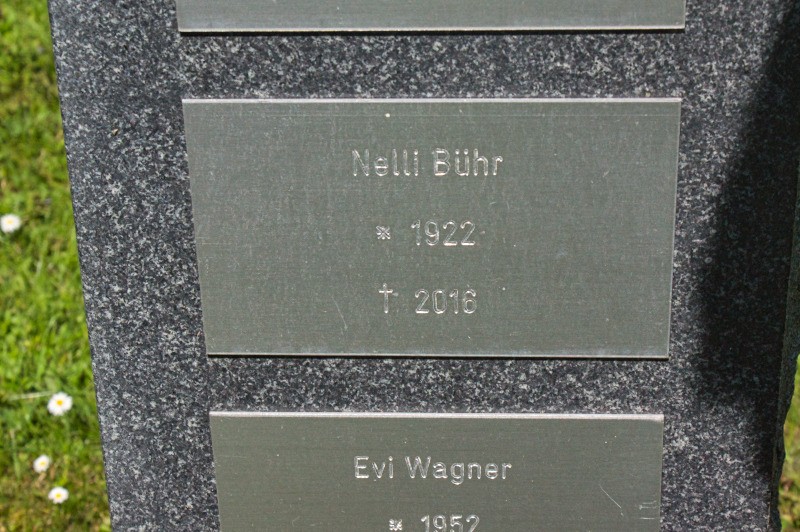 Nelli Bühr
※ 1922
† 2016
Evi Wagner
※ 1952